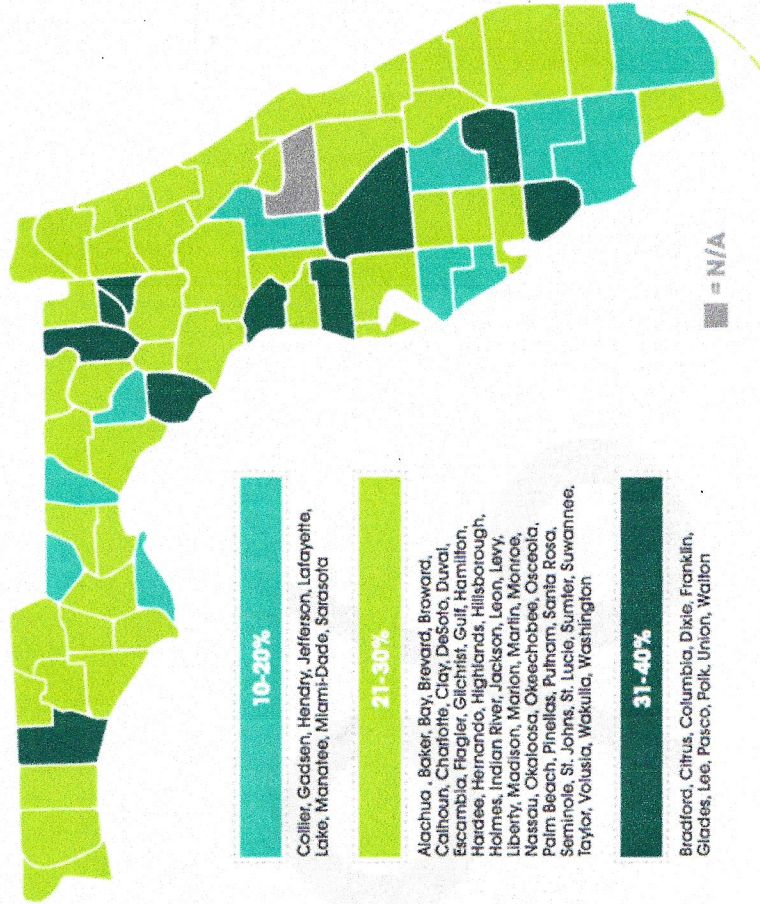 10-20%
Collier, Gadsen, Hendry, Jefferson, Lafayette,
Lake, Manatee, Miami-Dade, Sarasota
21-30%
Alachua , Baker, Bay, Brevard, Broward,
Calhoun, Charlotte, Clay, DeSoto, Duval,
Escambia, Flagler, Gilchrist, Gulf, Hamilton,
Hardee, Hernando, Highlands, Hillsborough,
Holmes, Indian River, Jackson, Leon, Levy,
Liberty, Madison, Marion, Martin, Monroe,
Nassau, Okaloosa, Okeechobee, Osceola,
Palm Beach, Pinellas, Putnam, Santa Rosa,
Seminole, St. Johns, St. Lucie, Sumter, Suwannee,
Taylor, Volusia, Wakulla, Washington
31-40%
Bradford, Citrus, Columbia, Dixie, Franklin,
Glades, Lee, Pasco, Polk, Union, Walton
= N/A